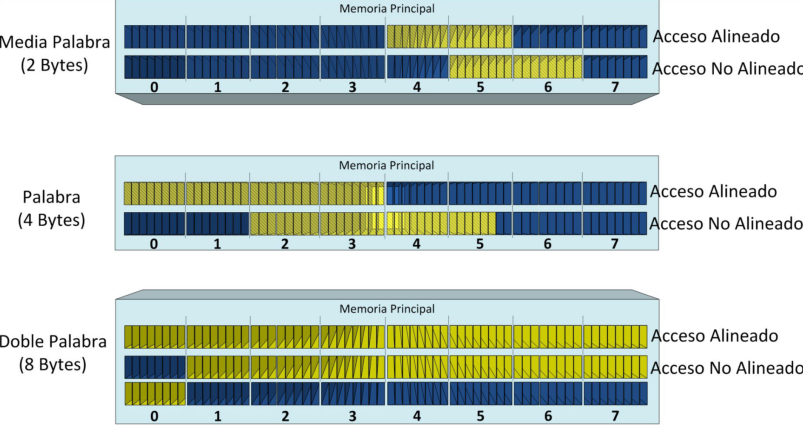 Memoria Principal
Media Palabra
(2 Bytes)
Acceso Alineado
Acceso No Alineado
0 1 2 3 4 5 6 7
Memoria Principal
Palabra
(4 Bytes)
Acceso Alineado
Acceso No Alineado
0 1 2 3 4 5 6 7
Memoria Principal
Doble Palabra
(8 Bytes)
Acceso Alineado
Acceso No Alineado
0 1 2 3 4 5 6 7